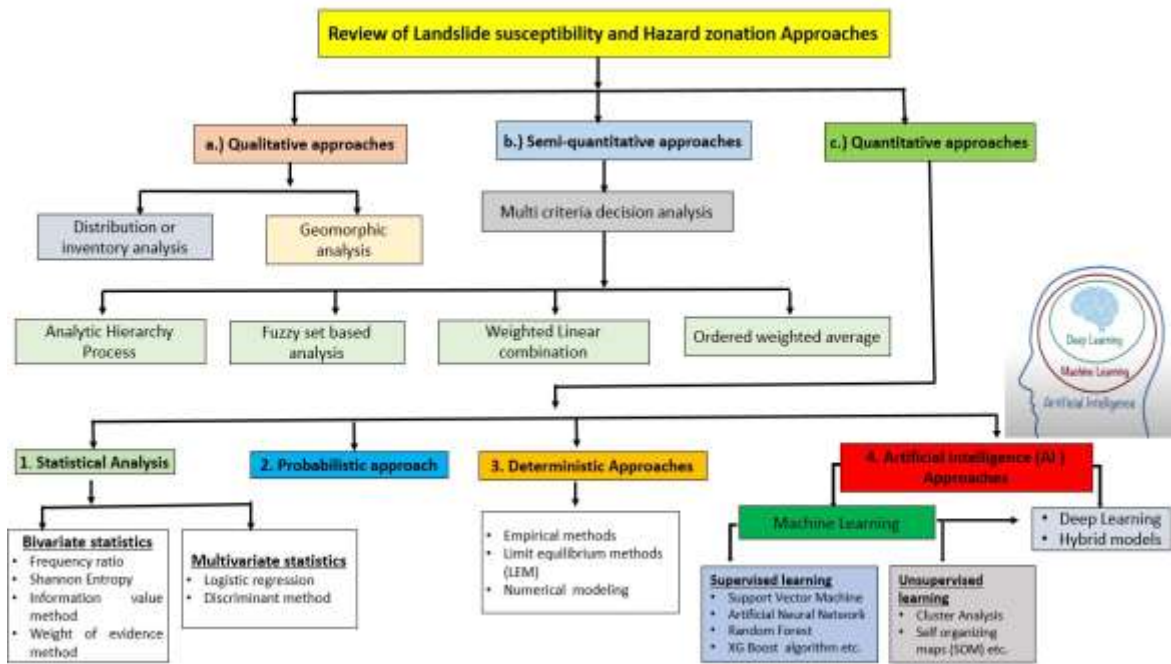 Review of Landslide susceptibility and Hazard zonation Approaches
a.) Qualitative approaches
b.) Semi-quantitative approaches
c.) Quantitative approaches
Distribution or
inventory analysis
Geomorphic
analysis
Multi criteria decision analysis
Analytic Hierarchy
Process
Fuzzy set based
analysis
Weighted Linear
combination
Ordered weighted average
Deep Learning
Machine Learning
Artificial Intelligence
1. Statistical Analysis
2. Probabilistic approach
3. Deterministic Approaches
4. Artificial intelligence (AI )
Approaches
Bivariate statistics
• Frequency ratio
• Shannon Entropy
• Information value
method
• Weight of evidence
method
Multivariate statistics
• Logistic regression
• Discriminant method
• Empirical methods
• Limit equilibrium methods
(LEM)
• Numerical modeling
Machine Learning
• Deep Learning
• Hybrid models
Supervised learning
• Support Vector Machine
• Artificial Neural Network
• Random Forest
• XG Boost algorithm etc.
Unsupervised
learning
• Cluster Analysis
• Self organizing
maps (SOM) etc.